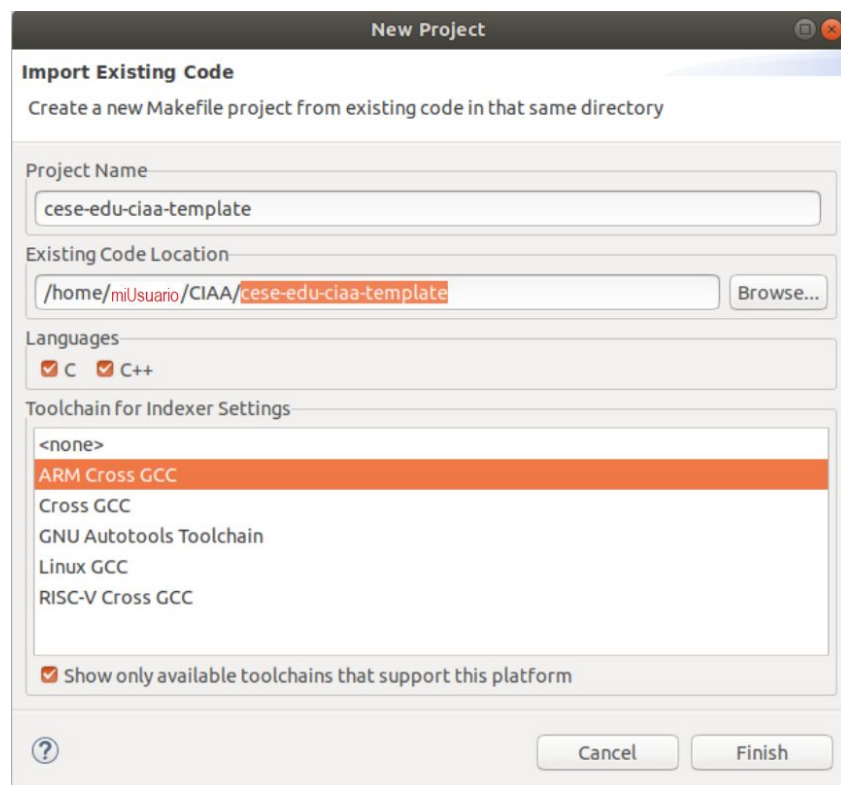 New Project
Import Existing Code
Create a new Makefile project from existing code in that same directory
Project Name
cese-edu-ciaa-template
Existing Code Location
/home/miUsuario/CIAA/cese-edu-ciaa-template Browse...
Languages
C C++
Toolchain for Indexer Settings
<none>
ARM Cross GCC
Cross GCC
GNU Autotools Toolchain
Linux GCC
RISC-V Cross GCC
Show only available toolchains that support this platform
? Cancel Finish